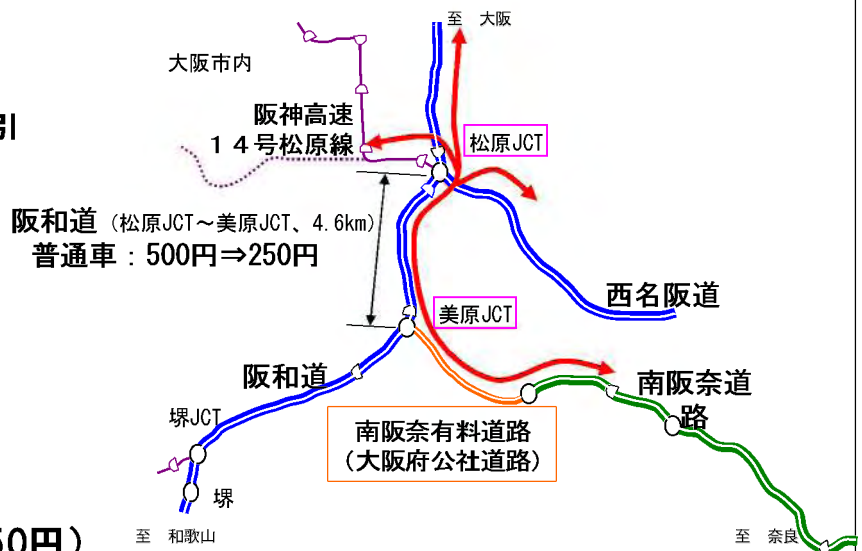 至 大阪
大阪市内
引
阪神高速
１４号松原線
松原JCT
阪和道（松原JCT～美原JCT、4.6km）
普通車：500円⇒250円
西名阪道
美原JCT
阪和道
南阪奈道
路
堺JCT
南阪奈有料道路
（大阪府公社道路）
堺
50円）
至 和歌山
至 奈良